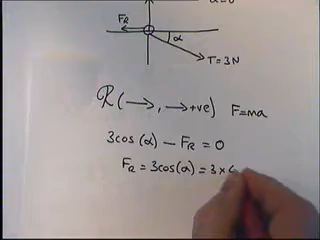 a = 0
F_R
α
T = 3N
R(→, → +ve) F=ma
3cos(α) − F_R = 0
F_R = 3cos(α) = 3 ×